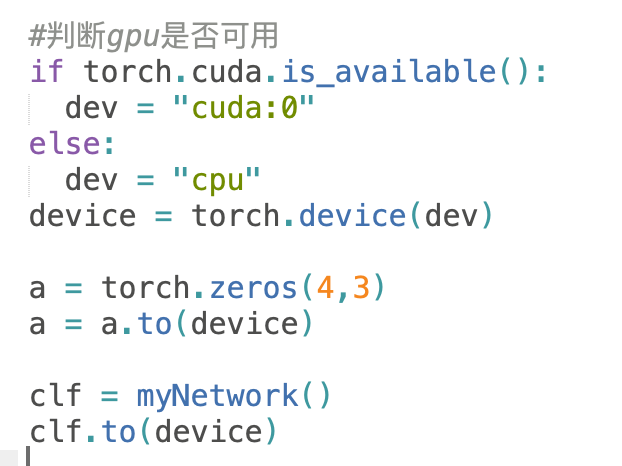 #判断gpu是否可用
if torch.cuda.is_available():
  dev = "cuda:0"
else:
  dev = "cpu"
device = torch.device(dev)

a = torch.zeros(4,3)
a = a.to(device)

clf = myNetwork()
clf.to(device)